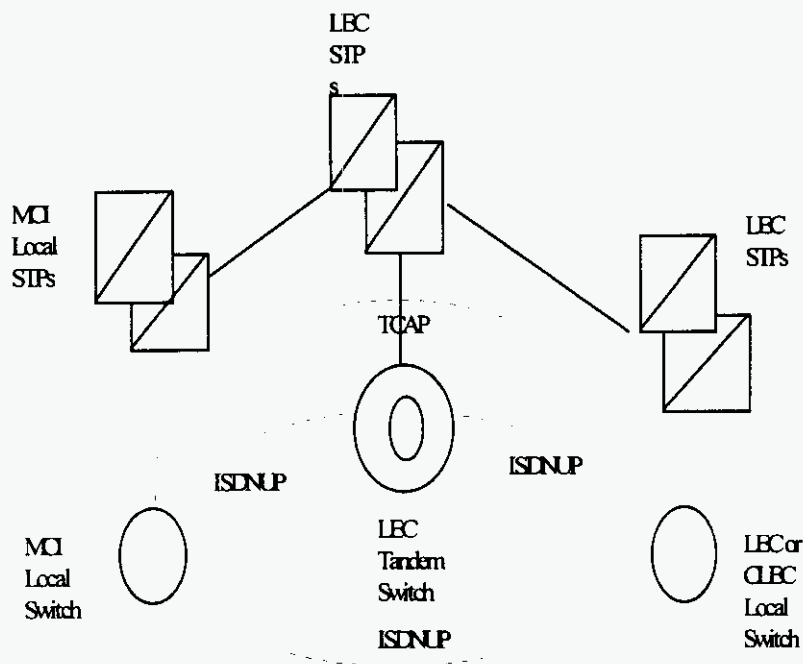 LEC
STP
s
MCI
Local
STPs
LEC
STPs
TCAP
ISDNUP
ISDNUP
MCI
Local
Switch
LEC
Tandem
Switch
LEC or
CLEC
Local
Switch
ISDNUP